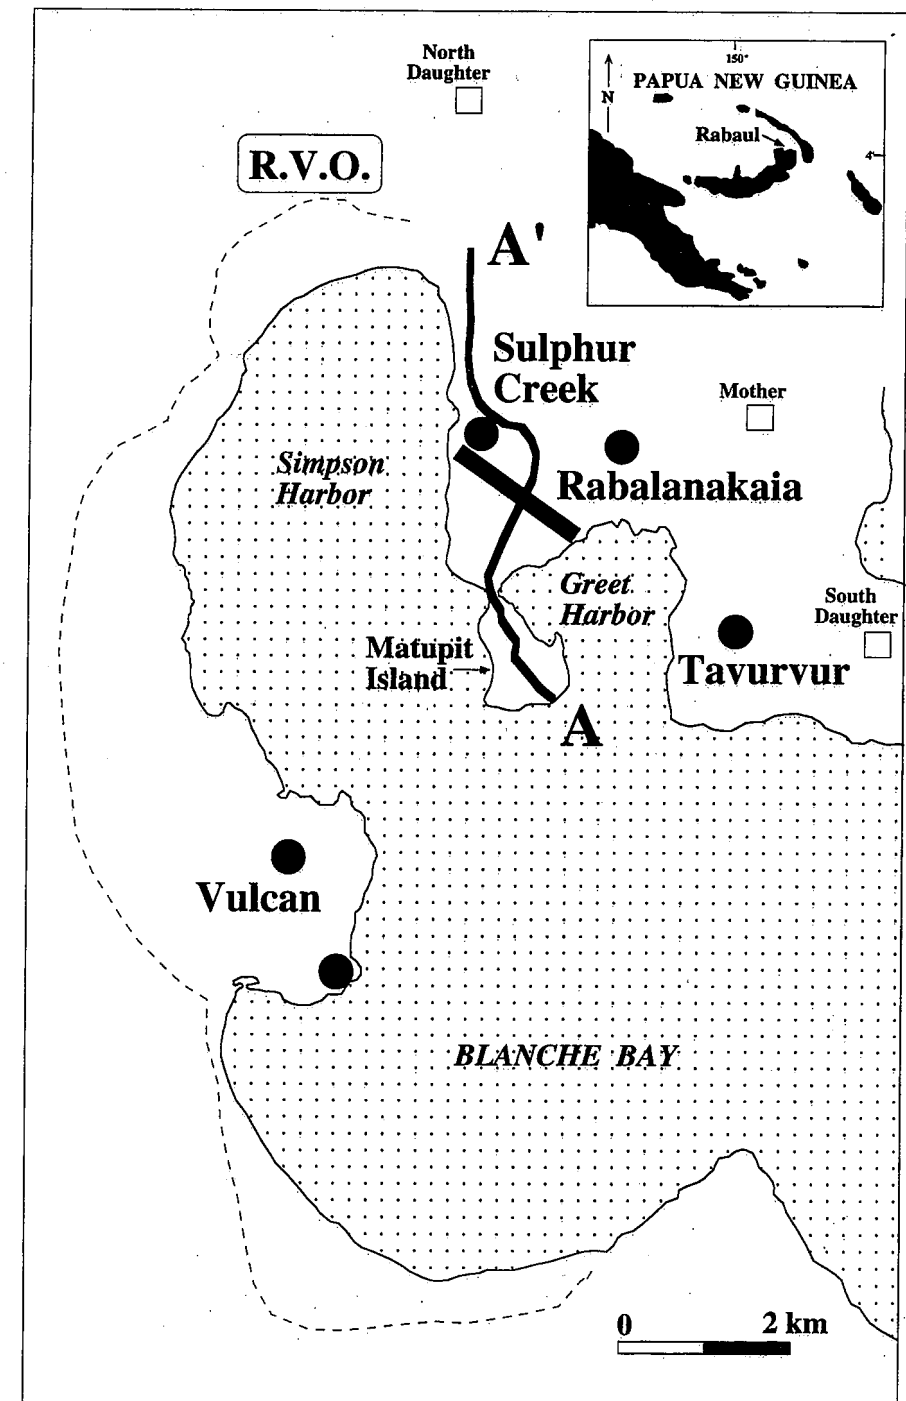 North
Daughter
150°
PAPUA NEW GUINEA
N
Rabaul
4°
R.V.O.
A'
Sulphur
Creek
Mother
Simpson
Harbor
Rabalanakaia
Greet
Harbor
South
Daughter
Matupit
Island
Tavurvur
A
Vulcan
BLANCHE BAY
0 2 km